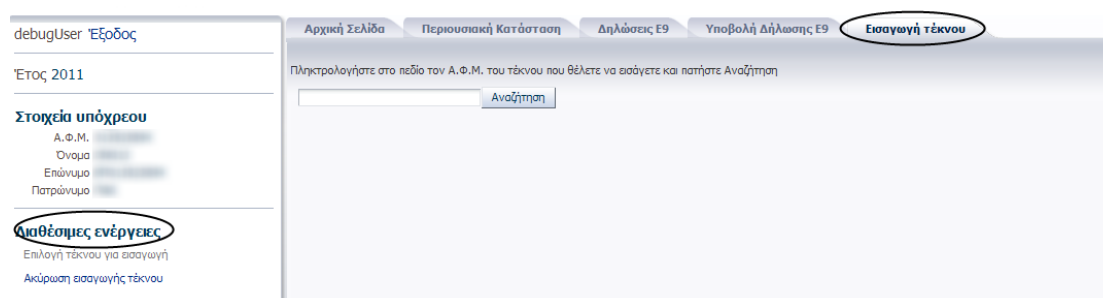 debugUser Έξοδος
Έτος 2011
Στοιχεία υπόχρεου
Α.Φ.Μ.
Όνομα
Επώνυμο
Πατρώνυμο
Διαθέσιμες ενέργειες
Επιλογή τέκνου για εισαγωγή
Ακύρωση εισαγωγής τέκνου
Αρχική Σελίδα Περιουσιακή Κατάσταση Δηλώσεις Ε9 Υποβολή Δήλωσης Ε9 Εισαγωγή τέκνου
Πληκτρολογήστε στο πεδίο τον Α.Φ.Μ. του τέκνου που θέλετε να εισάγετε και πατήστε Αναζήτηση
Αναζήτηση